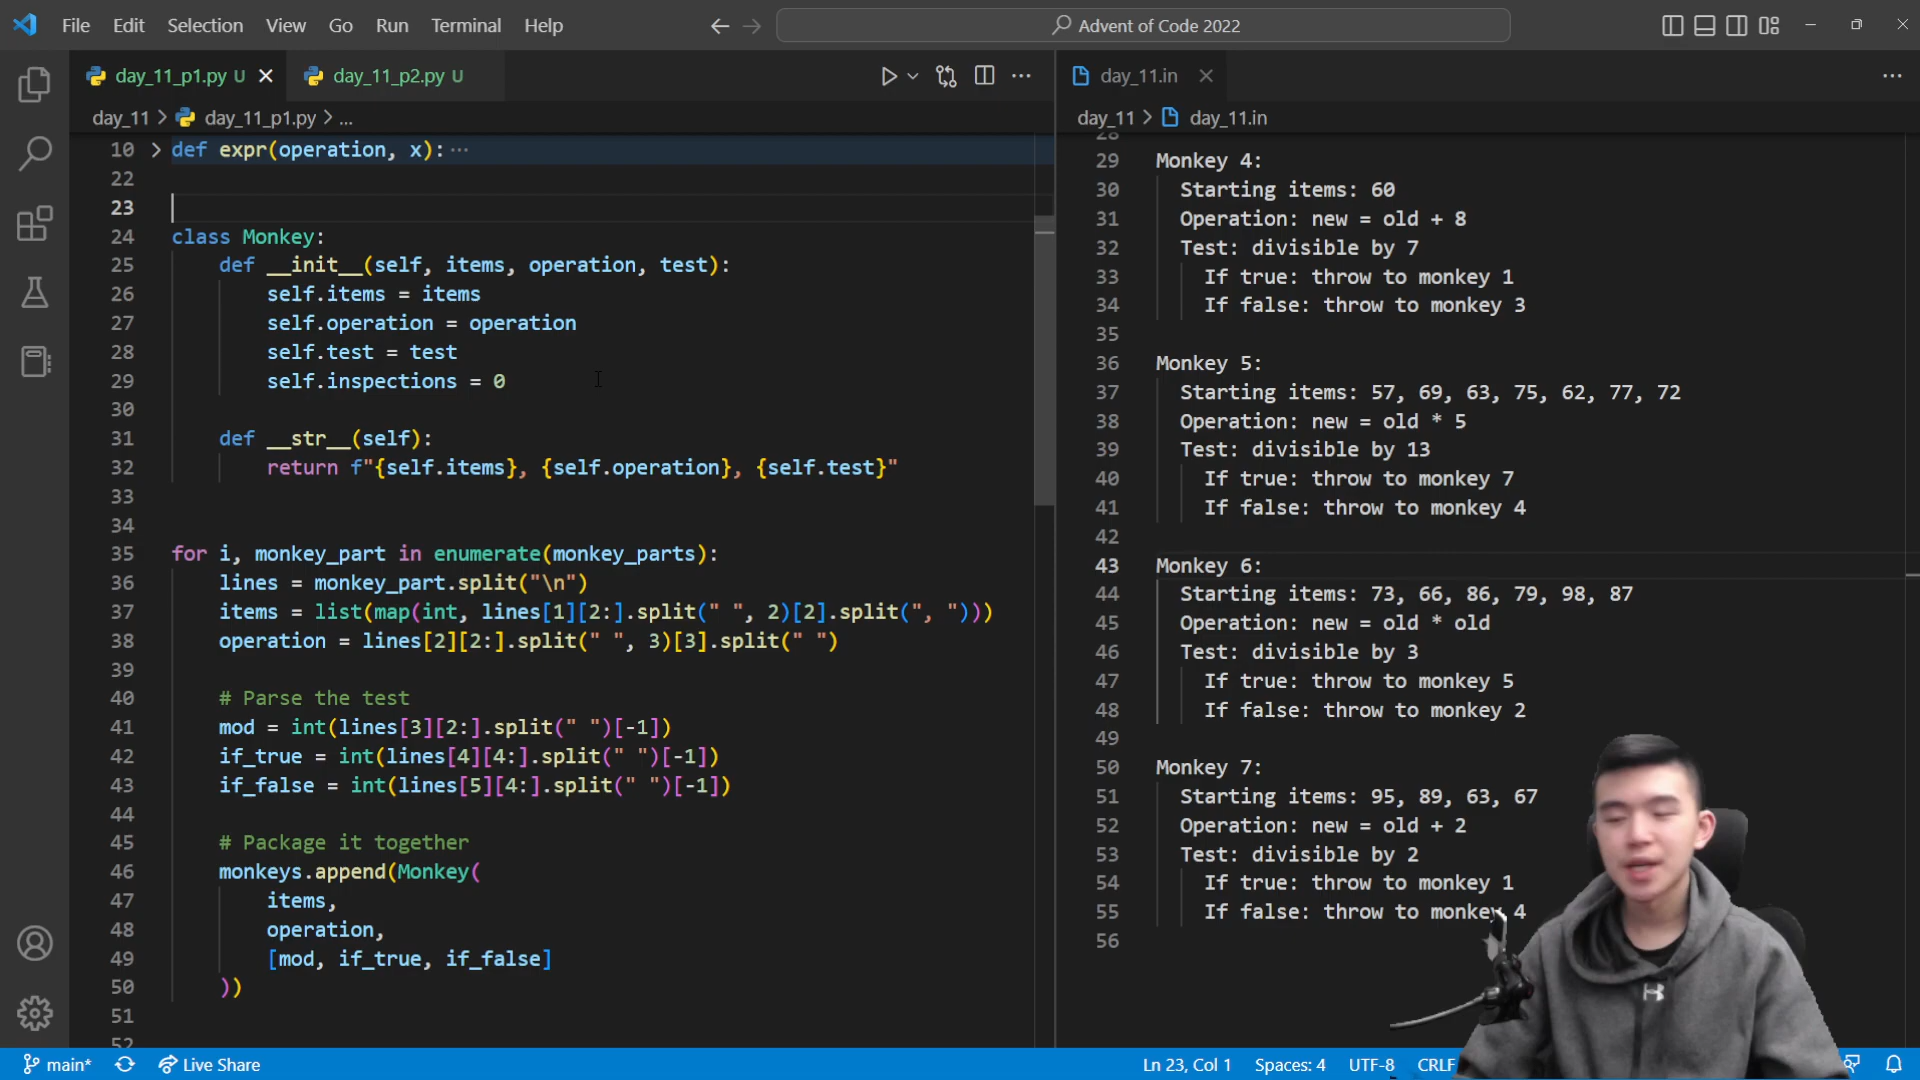 File Edit Selection View Go Run Terminal Help
Advent of Code 2022
day_11_p1.py U
day_11_p2.py U
day_11 > day_11_p1.py > ...
10 def expr(operation, x): ···
22
23
24 class Monkey:
25 def __init__(self, items, operation, test):
26 self.items = items
27 self.operation = operation
28 self.test = test
29 self.inspections = 0
30
31 def __str__(self):
32 return f"{self.items}, {self.operation}, {self.test}"
33
34
35 for i, monkey_part in enumerate(monkey_parts):
36 lines = monkey_part.split("\n")
37 items = list(map(int, lines[1][2:].split(" ", 2)[2].split(", ")))
38 operation = lines[2][2:].split(" ", 3)[3].split(" ")
39
40 # Parse the test
41 mod = int(lines[3][2:].split(" ")[-1])
42 if_true = int(lines[4][4:].split(" ")[-1])
43 if_false = int(lines[5][4:].split(" ")[-1])
44
45 # Package it together
46 monkeys.append(Monkey(
47 items,
48 operation,
49 [mod, if_true, if_false]
50 ))
51
52
day_11.in
day_11 > day_11.in
28
29 Monkey 4:
30 Starting items: 60
31 Operation: new = old + 8
32 Test: divisible by 7
33 If true: throw to monkey 1
34 If false: throw to monkey 3
35
36 Monkey 5:
37 Starting items: 57, 69, 63, 75, 62, 77, 72
38 Operation: new = old * 5
39 Test: divisible by 13
40 If true: throw to monkey 7
41 If false: throw to monkey 4
42
43 Monkey 6:
44 Starting items: 73, 66, 86, 79, 98, 87
45 Operation: new = old * old
46 Test: divisible by 3
47 If true: throw to monkey 5
48 If false: throw to monkey 2
49
50 Monkey 7:
51 Starting items: 95, 89, 63, 67
52 Operation: new = old + 2
53 Test: divisible by 2
54 If true: throw to monkey 1
55 If false: throw to monkey 4
56
main* Live Share
Ln 23, Col 1 Spaces: 4 UTF-8 CRLF